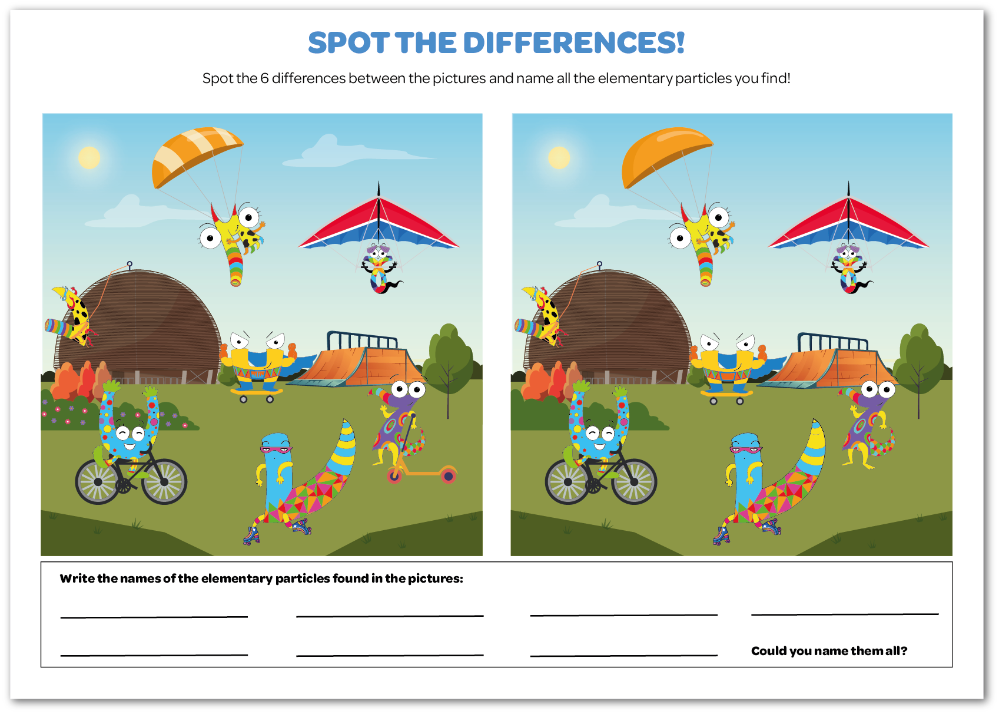 SPOT THE DIFFERENCES!
Spot the 6 differences between the pictures and name all the elementary particles you find!
Write the names of the elementary particles found in the pictures:
Could you name them all?